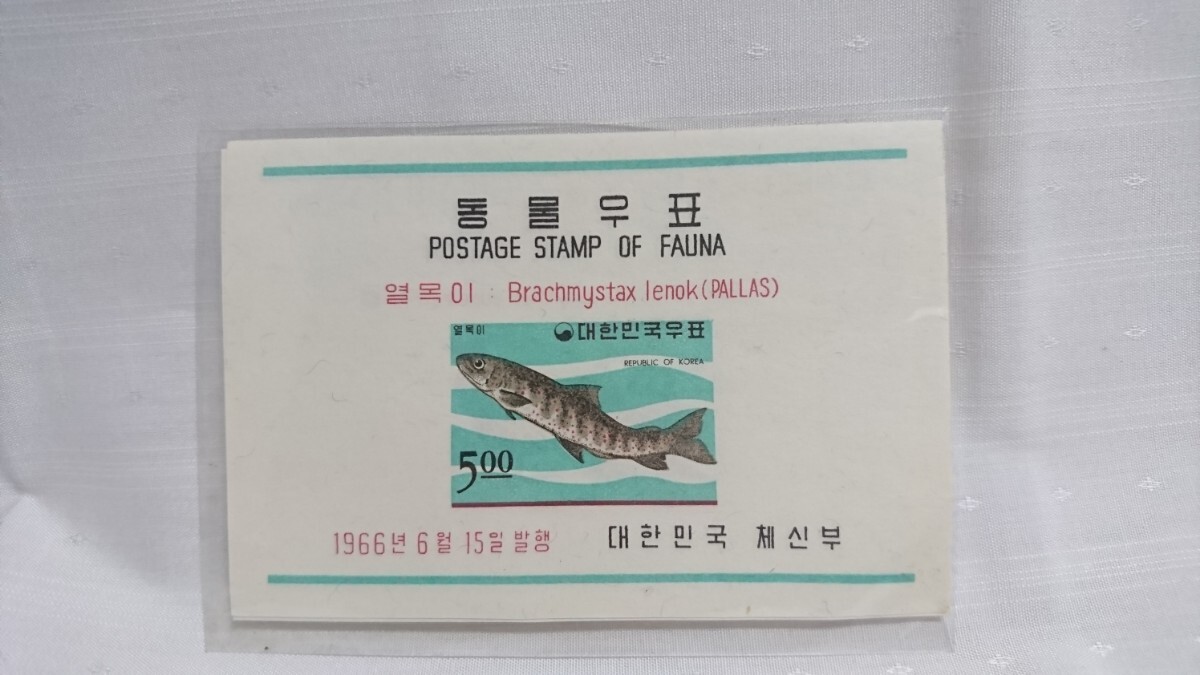 동물우표
POSTAGE STAMP OF FAUNA
열목이 : Brachmystax lenok (PALLAS)
열목이 대한민국우표
REPUBLIC OF KOREA
500
1966년 6월 15일 발행 대한민국 체신부